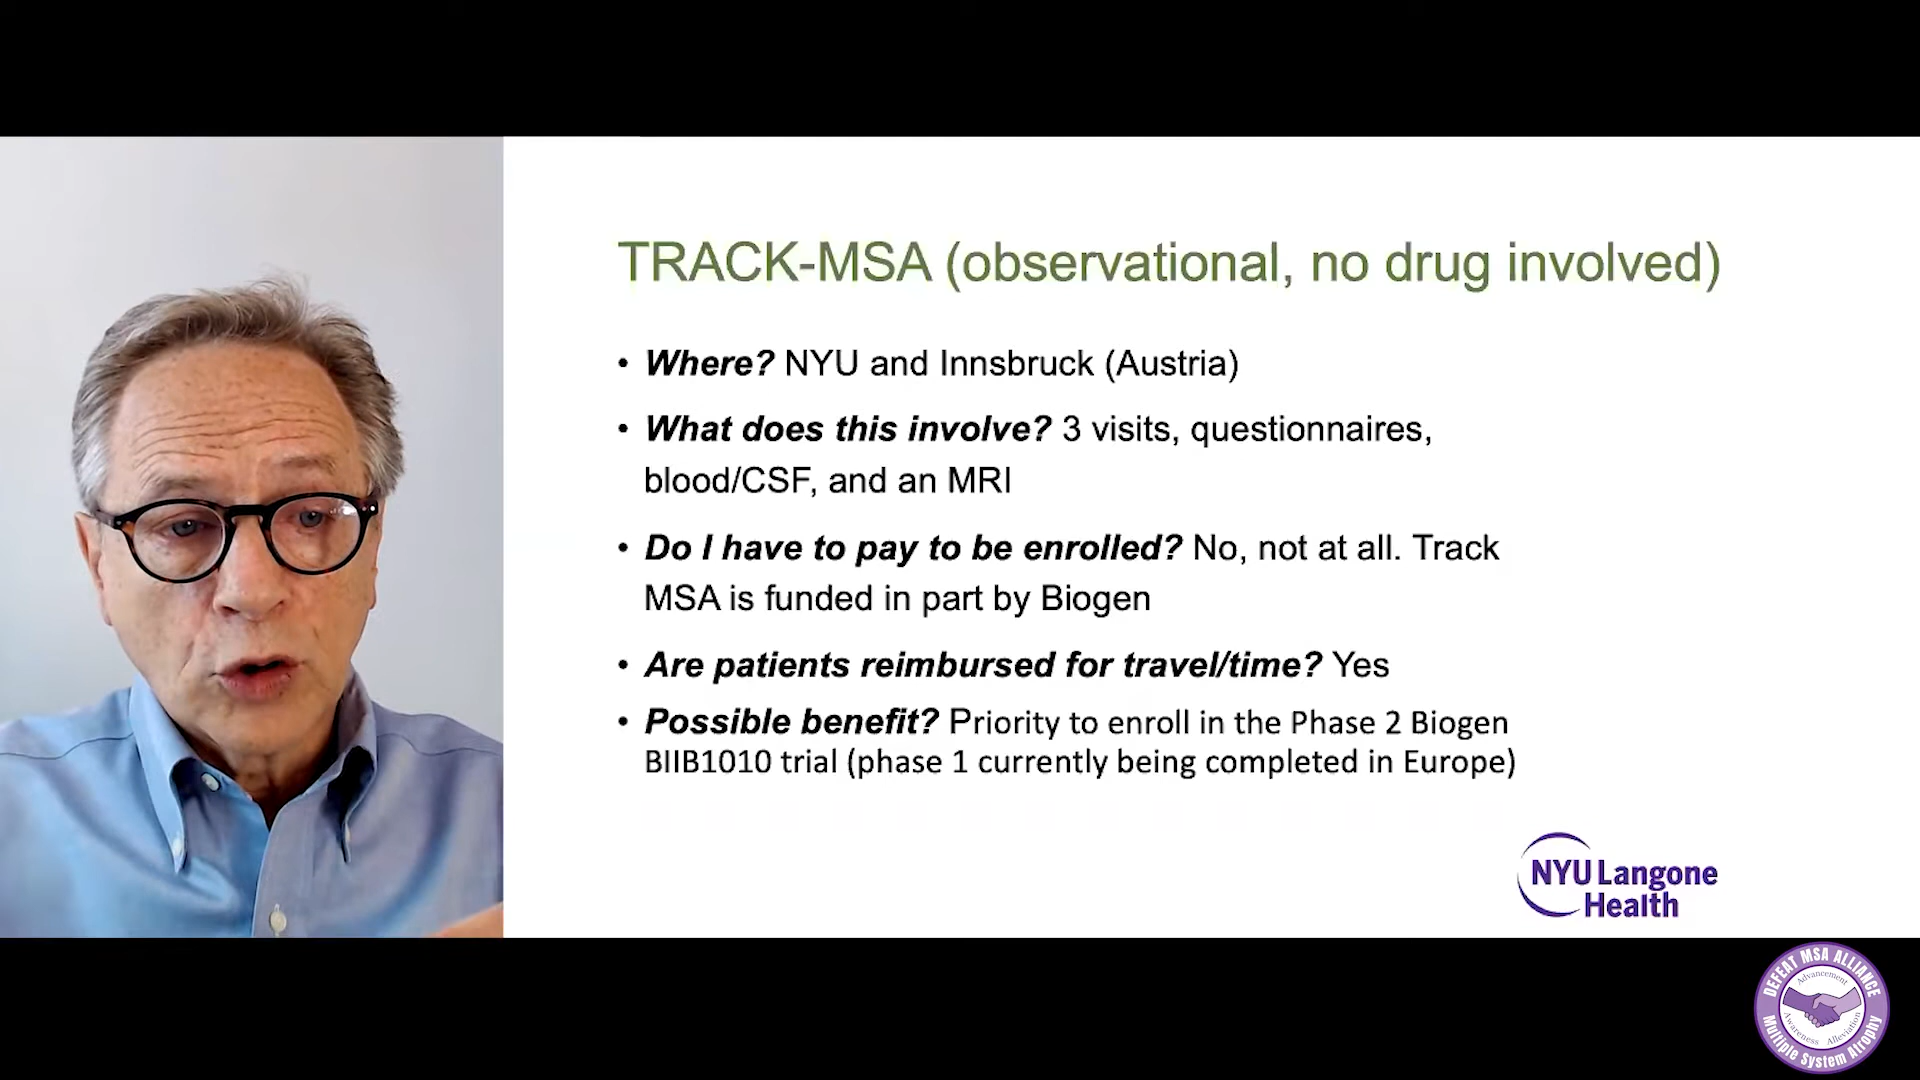 TRACK-MSA (observational, no drug involved)
• Where? NYU and Innsbruck (Austria)
• What does this involve? 3 visits, questionnaires,
blood/CSF, and an MRI
• Do I have to pay to be enrolled? No, not at all. Track
MSA is funded in part by Biogen
• Are patients reimbursed for travel/time? Yes
• Possible benefit? Priority to enroll in the Phase 2 Biogen
BIIB1010 trial (phase 1 currently being completed in Europe)
NYU Langone
Health
DEFEAT MSA ALLIANCE
Advancement
Awareness Alleviation
Multiple System Atrophy